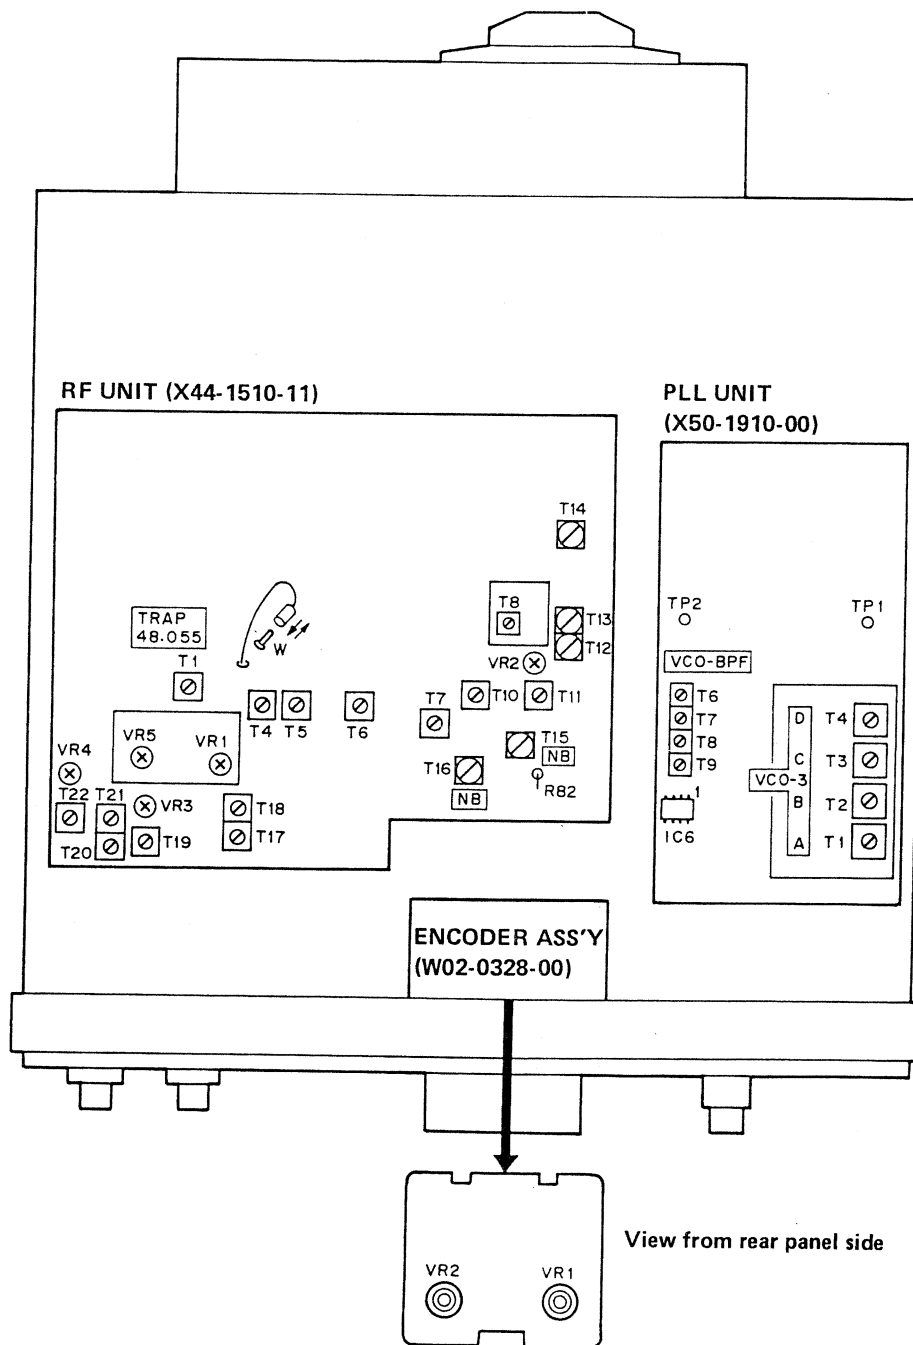 RF UNIT (X44-1510-11)
PLL UNIT
(X50-1910-00)
T14
TRAP
48.055
W
T8
T13
T12
VR2
T1
T4
T5
T6
T7
T10
T11
VR5
VR1
VR4
T15
NB
T16
NB
R82
T22
T21
VR3
T18
T17
T20
T19
TP2
TP1
VCO-BPF
T6
T7
T8
T9
1
IC6
D
C
VCO-3
B
A
T4
T3
T2
T1
ENCODER ASS'Y
(W02-0328-00)
View from rear panel side
VR2
VR1